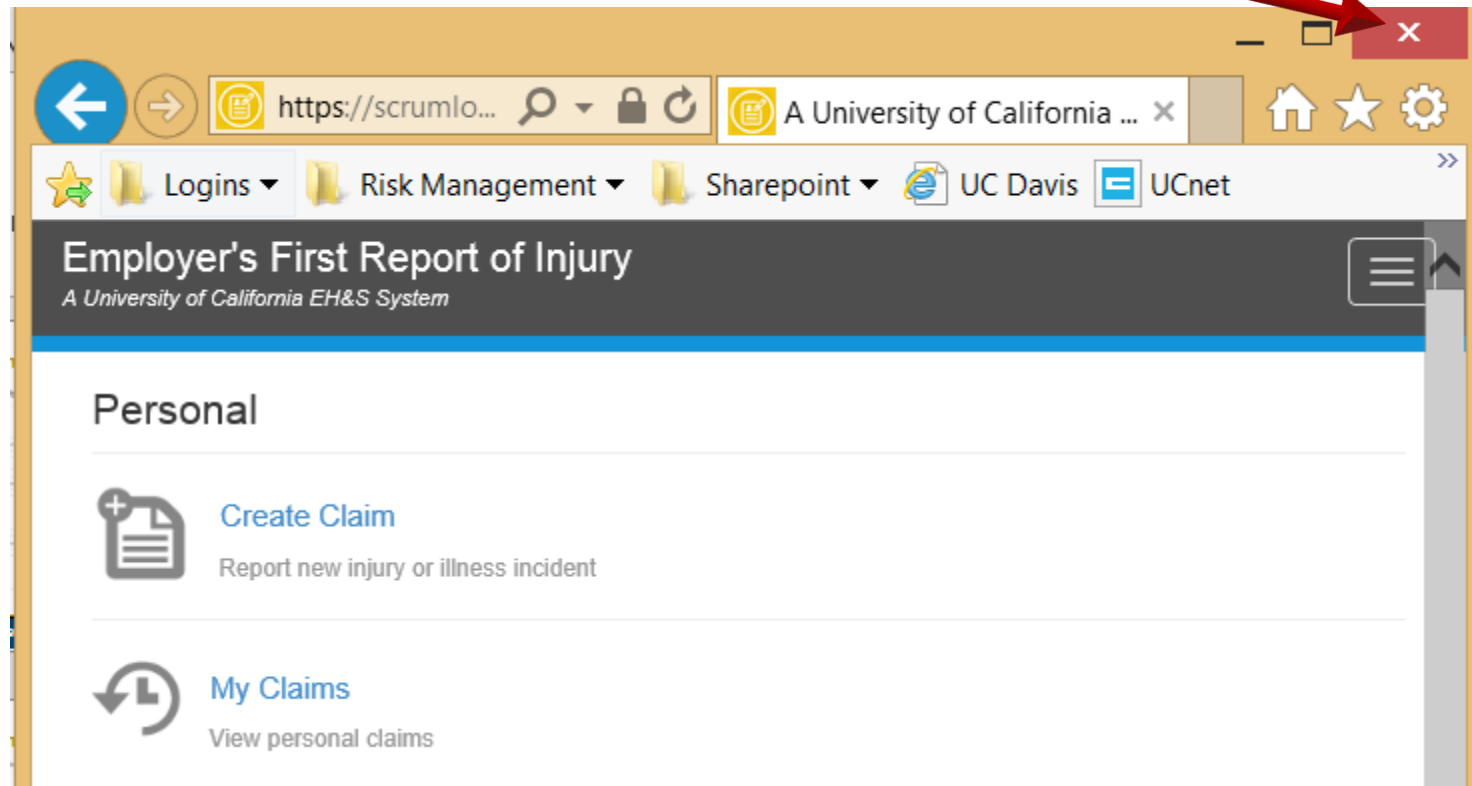 https://scrumlo...
A University of California ...
Logins
Risk Management
Sharepoint
UC Davis
UCnet
Employer's First Report of Injury
A University of California EH&S System
Personal
Create Claim
Report new injury or illness incident
My Claims
View personal claims